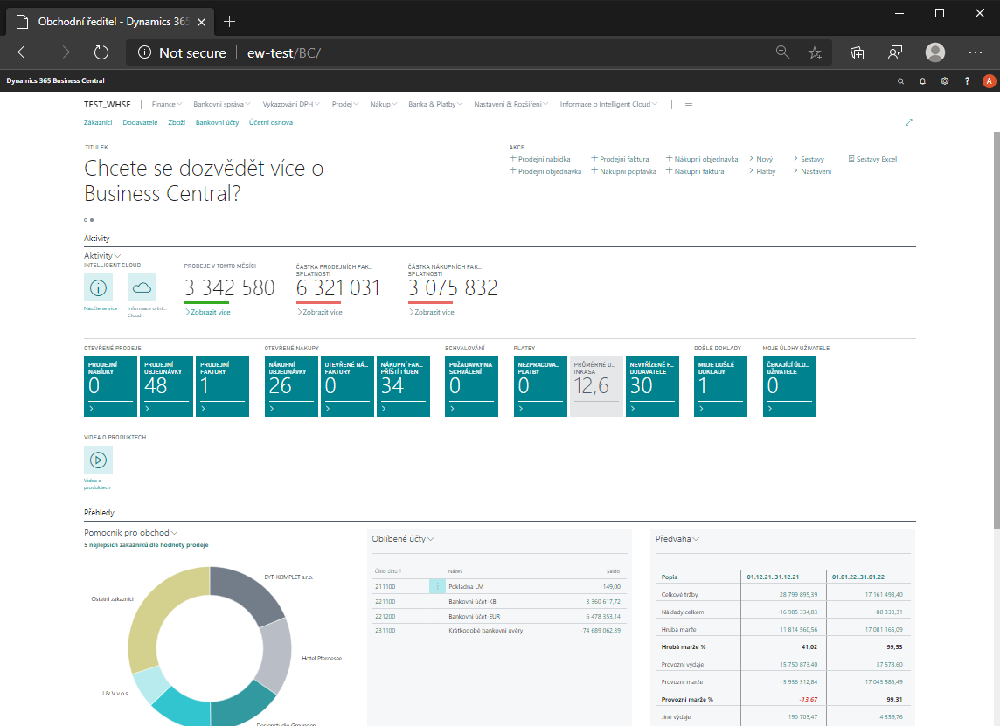 Obchodní ředitel - Dynamics 365
Not secure ew-test/BC/
Dynamics 365 Business Central
A
TEST_WHSE Finance Bankovní správa Vykazování DPH Prodej Nákup Banka & Platby Nastavení & Rozšíření Informace o Intelligent Cloud
Zákazníci Dodavatelé Zboží Bankovní účty Účetní osnova
TITULEK
Chcete se dozvědět více o
Business Central?
AKCE
Prodejní nabídka Prodejní faktura Nákupní objednávka Nový Sestavy Sestavy Excel
Prodejní objednávka Nákupní poptávka Nákupní faktura Platby Nastavení
Aktivity
Aktivity
INTELLIGENT CLOUD
Naučte se více
Informace o Int...
Cloud
PRODEJE V TOMTO MĚSÍCI
3 342 580
Zobrazit více
ČÁSTKA PRODEJNÍCH FAK...
SPLATNOSTI
6 321 031
Zobrazit více
ČÁSTKA NÁKUPNÍCH FAK...
SPLATNOSTI
3 075 832
Zobrazit více
OTEVŘENÉ PRODEJE
PRODEJNÍ
NABÍDKY
0
PRODEJNÍ
OBJEDNÁVKY
48
PRODEJNÍ
FAKTURY
1
OTEVŘENÉ NÁKUPY
NÁKUPNÍ
OBJEDNÁVKY
26
OTEVŘENÉ NÁ...
FAKTURY
0
NÁKUPNÍ FAK...
PŘÍŠTÍ TÝDEN
34
SCHVALOVÁNÍ
POŽADAVKY NA
SCHVÁLENÍ
0
PLATBY
NEZPRACOVA...
PLATBY
0
PRŮMĚRNÉ D...
INKASA
12,6
NEVYŘÍZENÉ F...
DODAVATELE
30
DOŠLÉ DOKLADY
MOJE DOŠLÉ
DOKLADY
1
MOJE ÚLOHY UŽIVATELE
ČEKAJÍCÍ ÚLO...
UŽIVATELE
0
VIDEA O PRODUKTECH
Videa o
produktech
Přehledy
Pomocník pro obchod
5 nejlepších zákazníků dle hodnoty prodeje
BYT KOMPLET s.r.o.
Ostatní zákazníci
Hotel Pferdesee
J & V v.o.s.
Designstudio Gmunden
Oblíbené účty
Číslo účtu Název Saldo
211100 Pokladna LM 149,00
221100 Bankovní účet-KB 3 360 617,72
221200 Bankovní účet-EUR 6 478 353,14
231100 Krátkodobé bankovní úvěry -74 689 062,39
Předvaha
Popis 01.12.21..31.12.21 01.01.22..31.01.22
Celkové tržby 28 799 895,39 17 161 498,40
Náklady celkem -16 985 334,83 -80 333,31
Hrubá marže 11 814 560,56 17 081 165,09
Hrubá marže % 41,02 99,53
Provozní výdaje 15 750 873,40 37 578,60
Provozní marže -3 936 312,84 17 043 586,49
Provozní marže % -13,67 99,31
Jiné výdaje 190 703,47 4 359,76